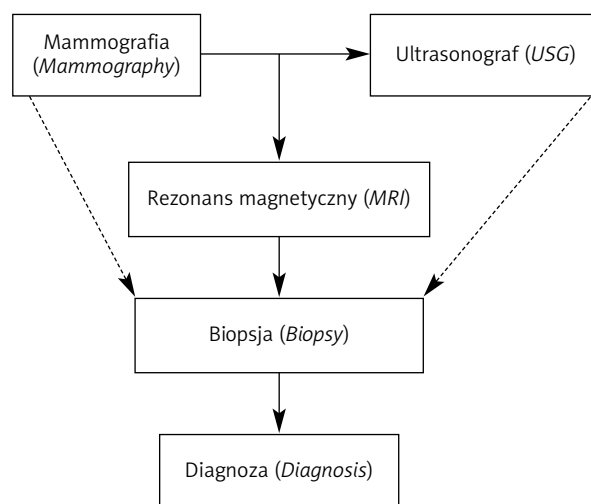 Mammografia
(Mammography)
Ultrasonograf (USG)
Rezonans magnetyczny (MRI)
Biopsja (Biopsy)
Diagnoza (Diagnosis)